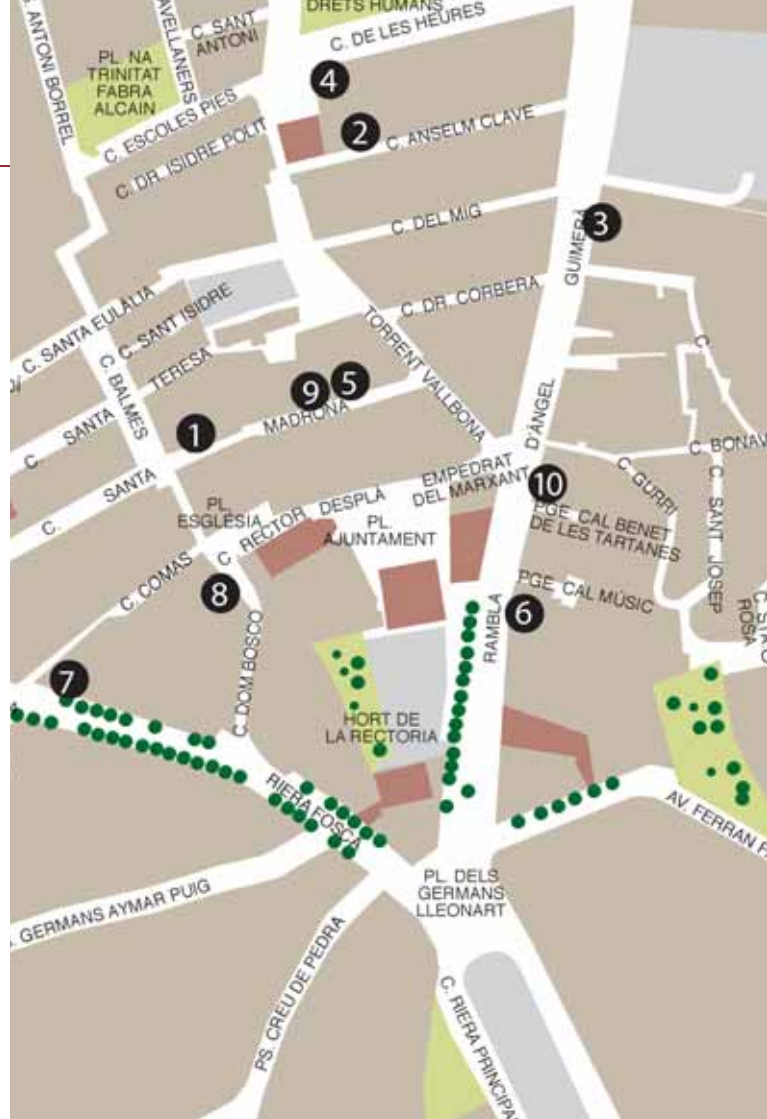 DRETS HUMANS
C. SANT
ANTONI
C. DE LES HEURES
ANTONI BORREL
AVELLANERS
PL. NA
TRINITAT
FABRA
ALCAIN
4
C. ESCOLES PIES
2
C. ANSELM CLAVE
C. DR. ISIDRE POLIT
3
C. DEL MIG
GUIMERÀ
C. SANTA EULÀLIA
C. SANT ISIDRE
C. DR. CORBERA
TORRENT VALLBONA
C.
C. BALMES
C. SANTA TERESA
9
5
D'ÀNGEL
1
C. SANTA MADRONA
C. BONAV
EMPEDRAT
DEL MARXANT
C. GURRI
C. SANT JOSEP
10
PL.
ESGLÉSIA
C. RECTOR DESPLÀ
PL.
AJUNTAMENT
PGE. CAL BENET
DE LES TARTANES
C. COMAS
8
PGE. CAL MÚSIC
6
RAMBLA
ROSA
C. DOM BOSCO
7
HORT DE
LA RECTORIA
RIERA FOSCA
AV. FERRAN
PL. DELS
GERMANS
LLEONART
GERMANS AYMAR PUIG
PS. CREU DE PEDRA
C. RIERA PRINCIPA